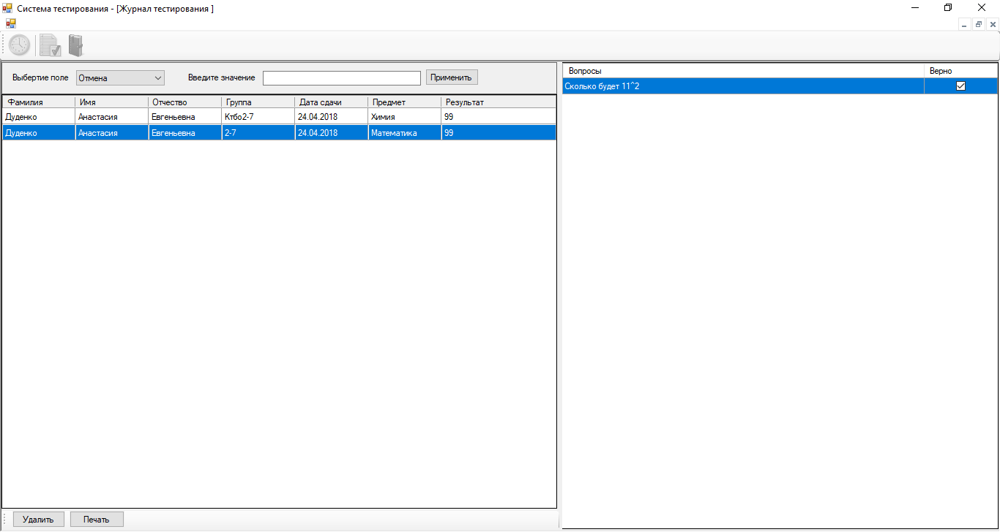 Система тестирования - [Журнал тестирования ]
Выбертие поле Отмена Введите значение Применить
Фамилия Имя Отчество Группа Дата сдачи Предмет Результат
Дуденко Анастасия Евгеньевна Ктбо2-7 24.04.2018 Химия 99
Дуденко Анастасия Евгеньевна 2-7 24.04.2018 Математика 99
Вопросы Верно
Сколько будет 11^2
Удалить Печать